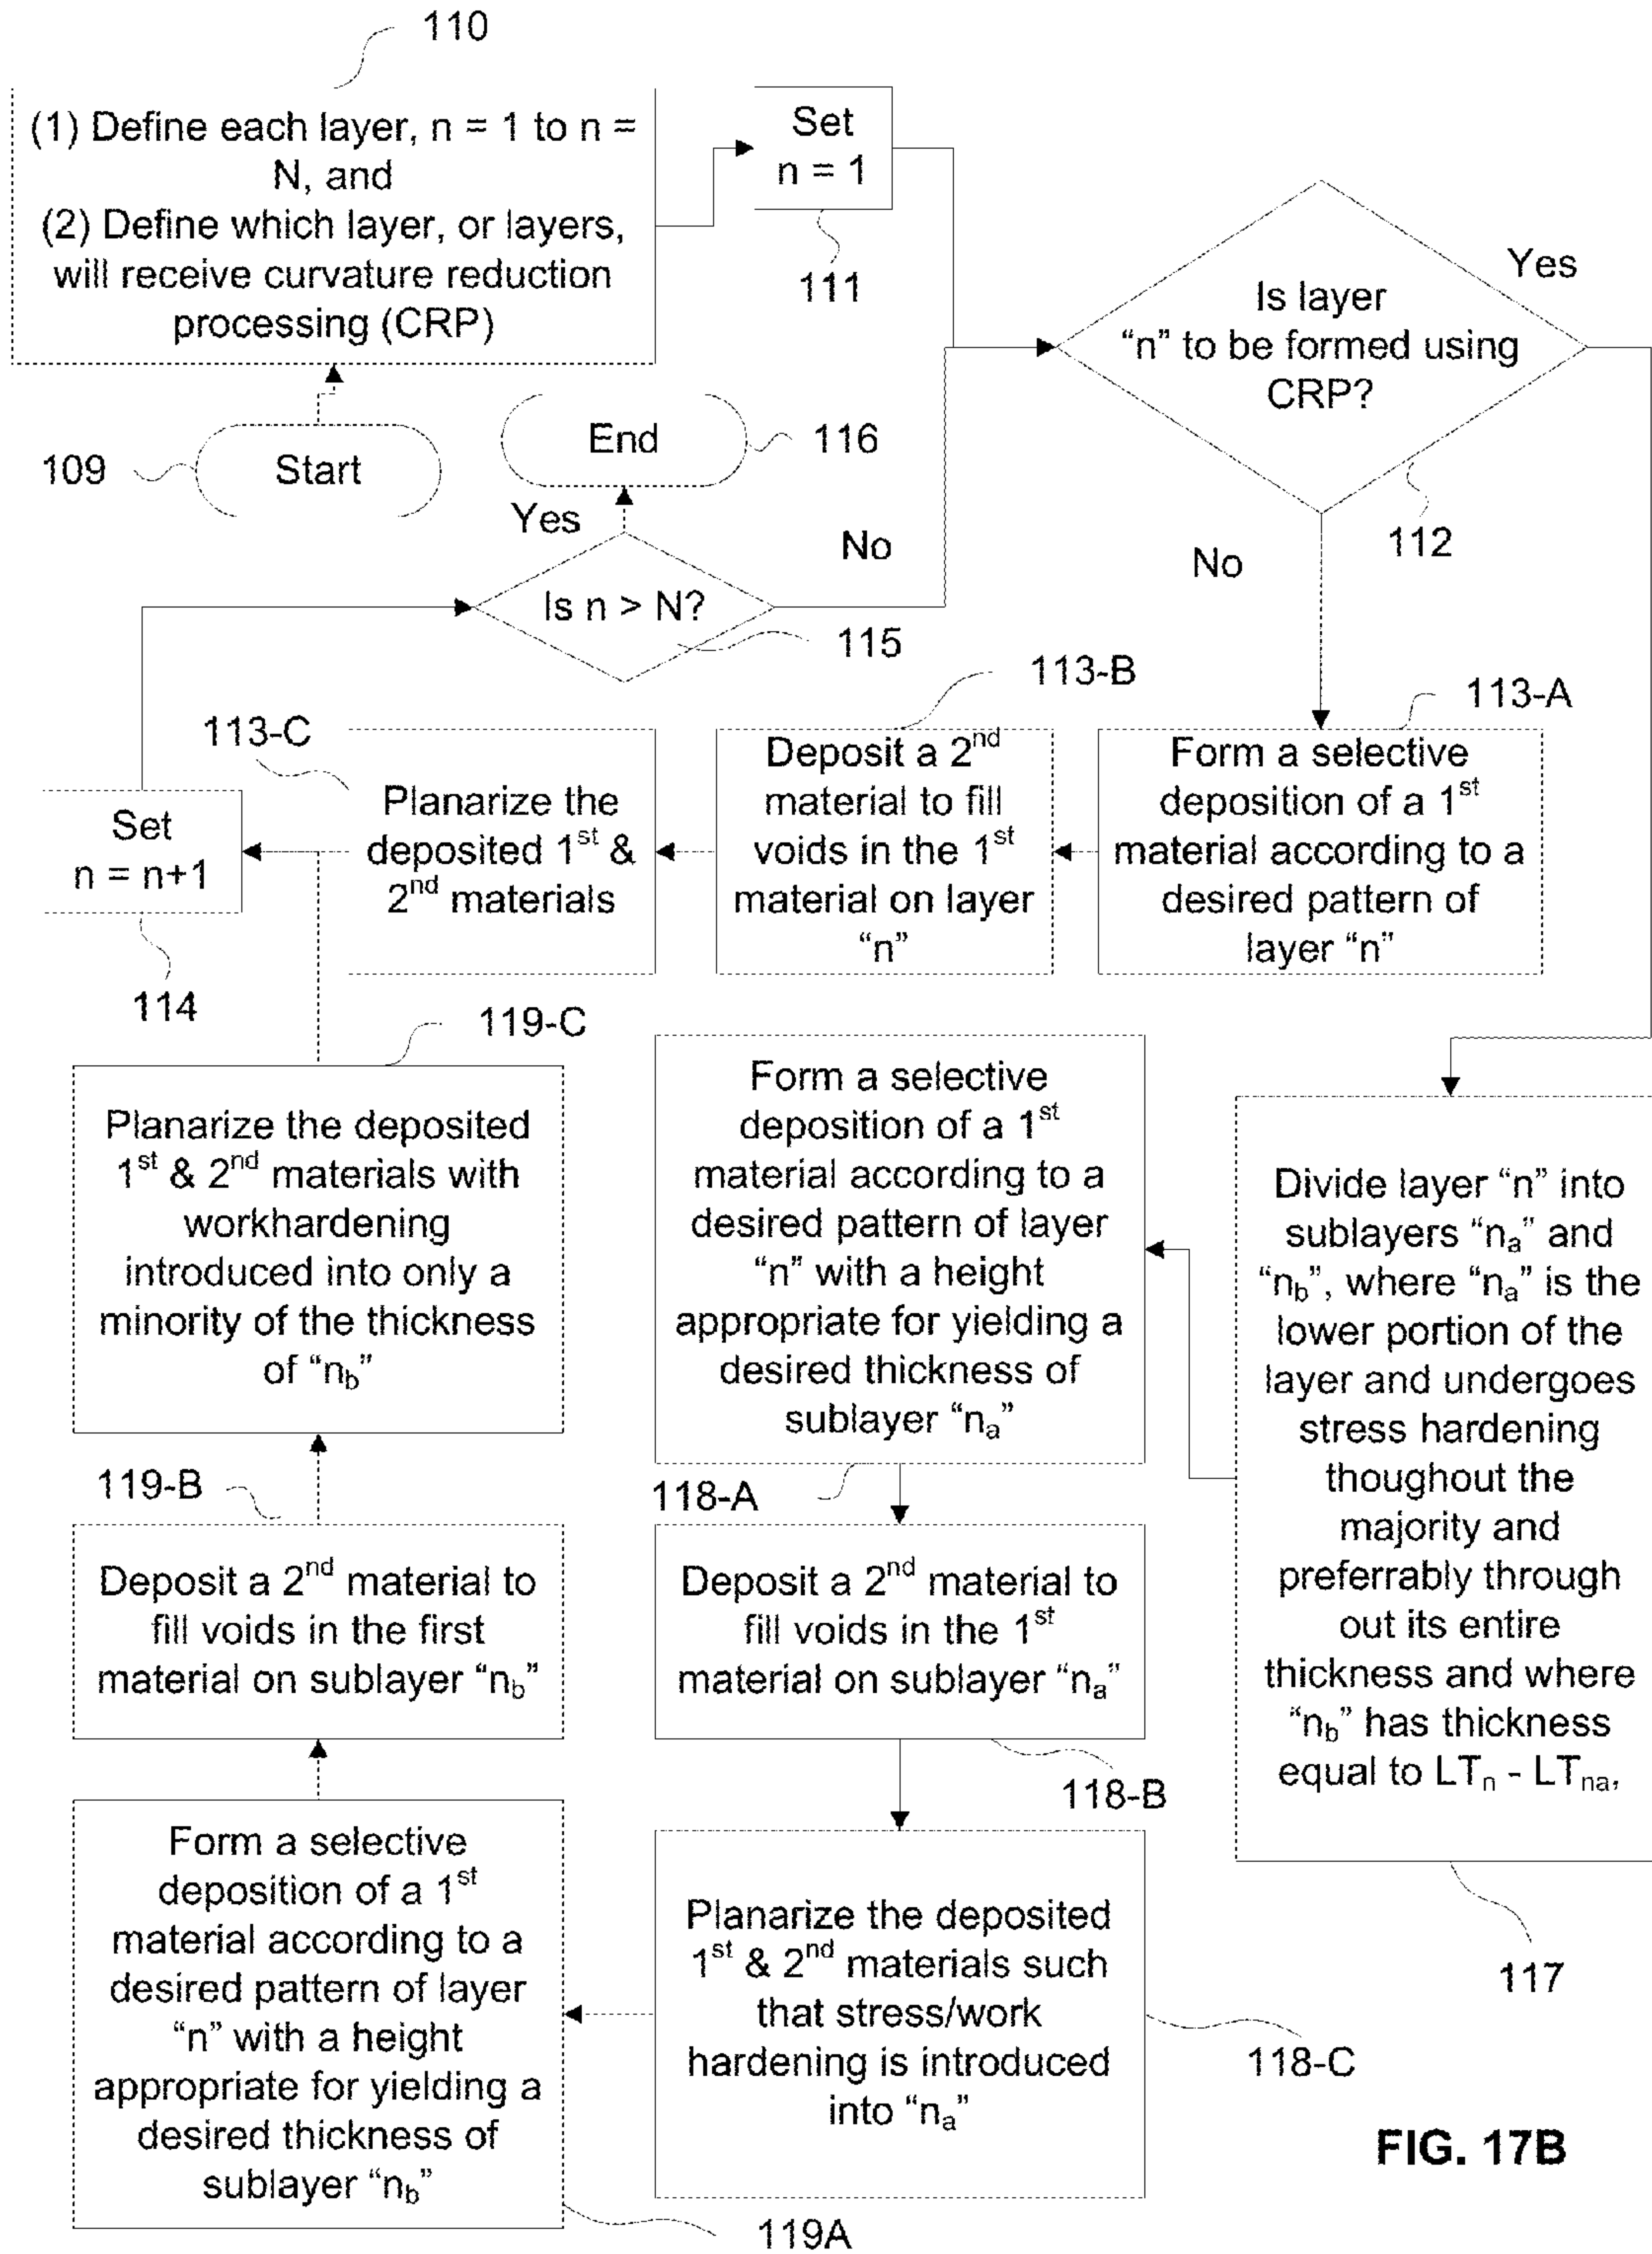 110
(1) Define each layer, n = 1 to n =
N, and
(2) Define which layer, or layers,
will receive curvature reduction
processing (CRP)
Set
n = 1
111
Is layer
“n” to be formed using
CRP?
Yes
112
No
109
Start
End
116
Yes
No
Is n > N?
115
113-A
Form a selective
deposition of a 1st
material according to a
desired pattern of
layer “n”
113-B
Deposit a 2nd
material to fill
voids in the 1st
material on layer
“n”
113-C
Planarize the
deposited 1st &
2nd materials
Set
n = n+1
114
Divide layer “n” into
sublayers “na” and
“nb”, where “na” is the
lower portion of the
layer and undergoes
stress hardening
thoughout the
majority and
preferrably through
out its entire
thickness and where
“nb” has thickness
equal to LTn - LTna,
117
Form a selective
deposition of a 1st
material according to a
desired pattern of layer
“n” with a height
appropriate for yielding a
desired thickness of
sublayer “na”
118-A
Deposit a 2nd material to
fill voids in the 1st
material on sublayer “na”
118-B
Planarize the deposited
1st & 2nd materials such
that stress/work
hardening is introduced
into “na”
118-C
Form a selective
deposition of a 1st
material according to a
desired pattern of layer
“n” with a height
appropriate for yielding a
desired thickness of
sublayer “nb”
119A
119-B
Deposit a 2nd material to
fill voids in the first
material on sublayer “nb”
119-C
Planarize the deposited
1st & 2nd materials with
workhardening
introduced into only a
minority of the thickness
of “nb”
FIG. 17B